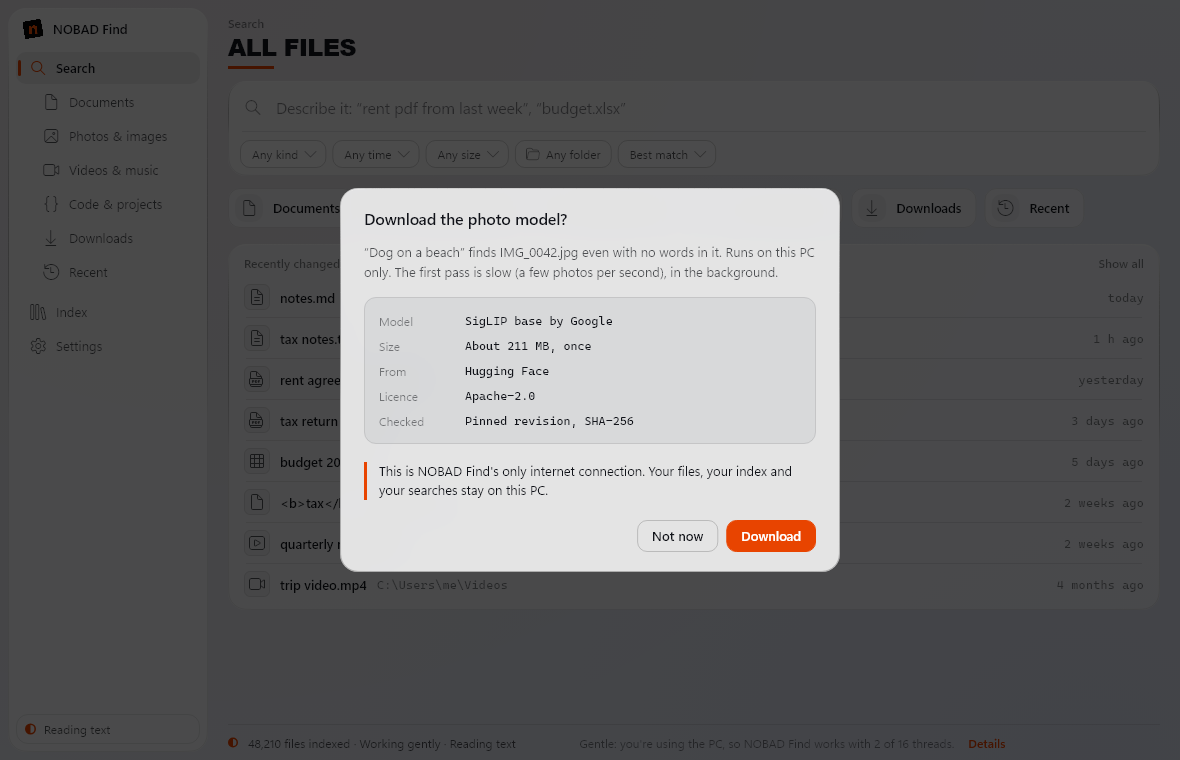 NOBAD Find
Search
Documents
Photos & images
Videos & music
Code & projects
Downloads
Recent
Index
Settings
Reading text
Search
ALL FILES
Describe it: "rent pdf from last week", "budget.xlsx"
Any kind
Any time
Any size
Any folder
Best match
Documents
Downloads
Recent
Recently changed
Show all
notes.md
today
tax notes.t
1 h ago
rent agree
yesterday
tax return
3 days ago
budget 20
5 days ago
<b>tax</
2 weeks ago
quarterly
2 weeks ago
trip video.mp4 C:\Users\me\Videos
4 months ago
Download the photo model?
"Dog on a beach" finds IMG_0042.jpg even with no words in it. Runs on this PC
only. The first pass is slow (a few photos per second), in the background.
Model SigLIP base by Google
Size About 211 MB, once
From Hugging Face
Licence Apache-2.0
Checked Pinned revision, SHA-256
This is NOBAD Find's only internet connection. Your files, your index and
your searches stay on this PC.
Not now
Download
48,210 files indexed · Working gently · Reading text
Gentle: you're using the PC, so NOBAD Find works with 2 of 16 threads. Details